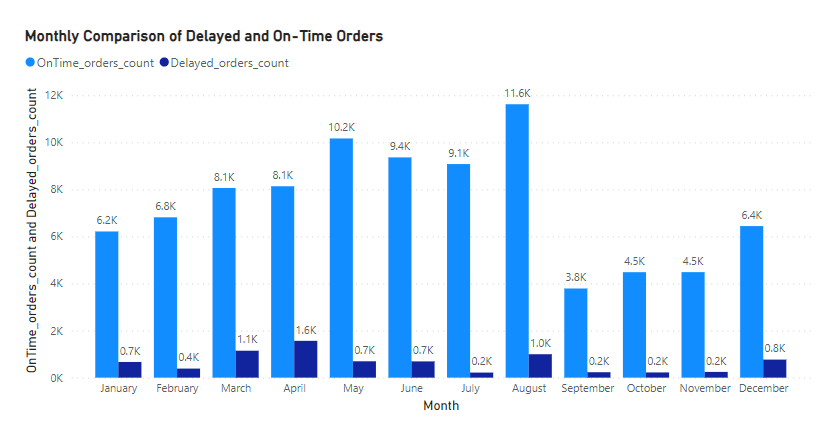 Monthly Comparison of Delayed and On-Time Orders
OnTime_orders_count Delayed_orders_count
OnTime_orders_count and Delayed_orders_count
12K
10K
8K
6K
4K
2K
0K
6.2K
0.7K
6.8K
0.4K
8.1K
1.1K
8.1K
1.6K
10.2K
0.7K
9.4K
0.7K
9.1K
0.2K
11.6K
1.0K
3.8K
0.2K
4.5K
0.2K
4.5K
0.2K
6.4K
0.8K
January February March April May June July August September October November December
Month